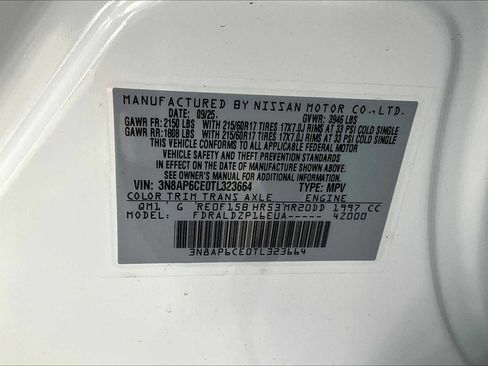 MANUFACTURED BY NISSAN MOTOR CO.,LTD.
DATE: 09/25 GVWR: 3946 LBS
GAWR FR: 2150 LBS 215/60R17 TIRES 17X7.0J RIMS AT 33 PSI COLD SINGLE
GAWR RR: 1808 LBS 215/60R17 TIRES 17X7.0J RIMS AT 33 PSI COLD SINGLE
THIS VEHICLE CONFORMS TO ALL APPLICABLE FEDERAL MOTOR
VEHICLE SAFETY AND THEFT PREVENTION STANDARDS
IN EFFECT ON THE DATE OF MANUFACTURE SHOWN ABOVE.
SEE OWNER'S MANUAL FOR ADDITIONAL INFORMATION
VIN: 3N8AP6CE0TL323664 TYPE: MPV
COLOR TRIM TRANS AXLE ENGINE
QM1 G RE0F15B HR53 MR20DD 1997 CC
MODEL: FDRALDZP16EUA----- 4Z000
3N8AP6CE0TL323664